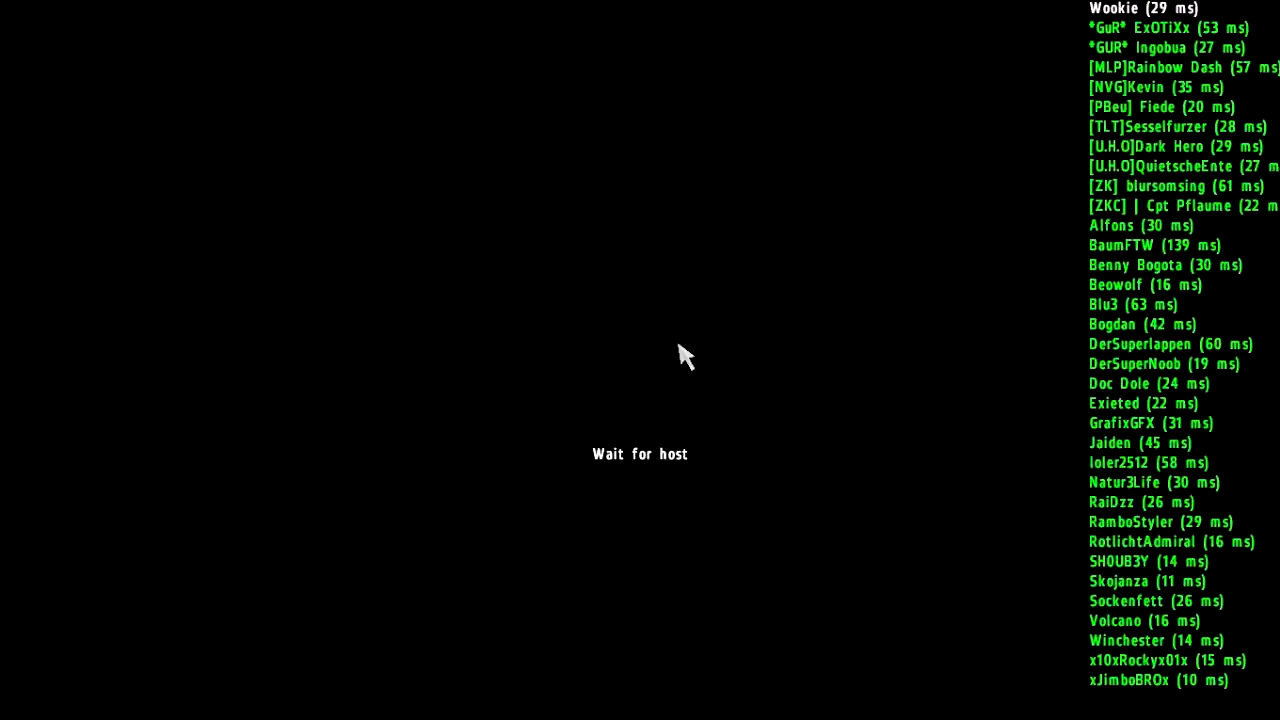 Wookie (29 ms)
*GuR* ExOTiXx (53 ms)
*GUR* Ingobua (27 ms)
[MLP]Rainbow Dash (57 ms
[NVG]Kevin (35 ms)
[PBeu] Fiede (20 ms)
[TLT]Sesselfurzer (28 ms)
[U.H.O]Dark Hero (29 ms)
[U.H.O]QuietscheEnte (27 m
[ZK] blursomsing (61 ms)
[ZKC] | Cpt Pflaume (22 m
Alfons (30 ms)
BaumFTW (139 ms)
Benny Bogota (30 ms)
Beowolf (16 ms)
Blu3 (63 ms)
Bogdan (42 ms)
DerSuperlappen (60 ms)
DerSuperNoob (19 ms)
Doc Dole (24 ms)
Exieted (22 ms)
GrafixGFX (31 ms)
Jaiden (45 ms)
loler2512 (58 ms)
Wait for host
Natur3Life (30 ms)
RaiDzz (26 ms)
RamboStyler (29 ms)
RotlichtAdmiral (16 ms)
SH0UB3Y (14 ms)
Skojanza (11 ms)
Sockenfett (26 ms)
Volcano (16 ms)
Winchester (14 ms)
x10xRockyx01x (15 ms)
xJimboBROx (10 ms)